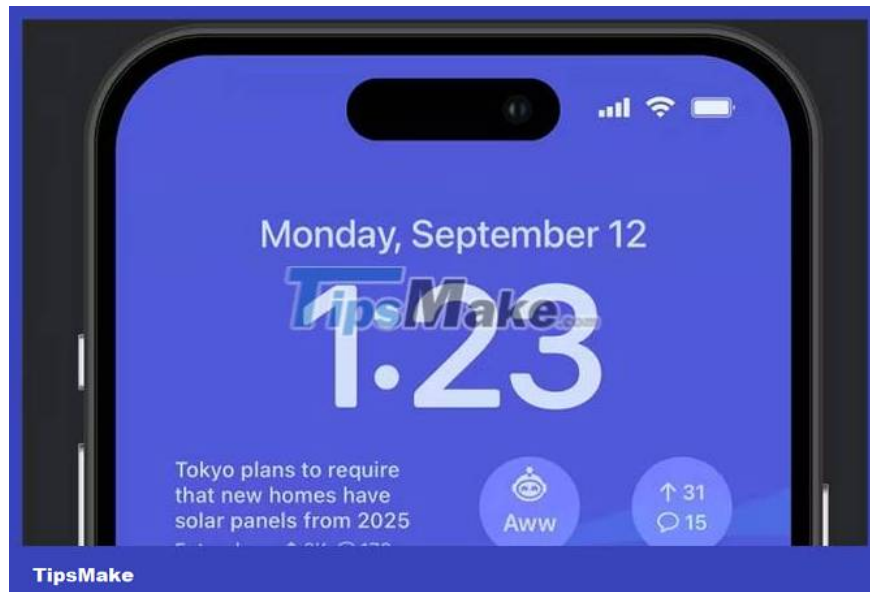 Monday, September 12
1:23
TipsMake.com
Tokyo plans to require
that new homes have
solar panels from 2025
Aww
31
15
TipsMake